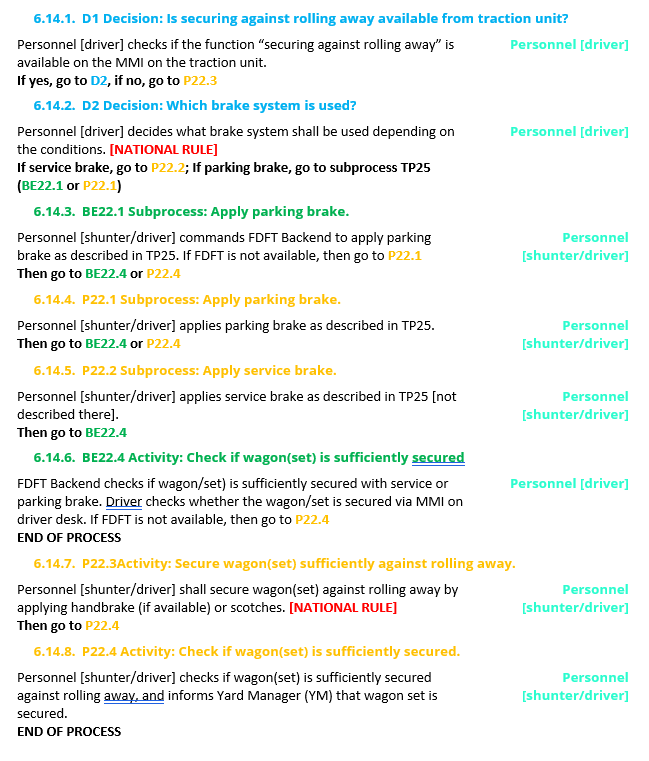 6.14.1. D1 Decision: Is securing against rolling away available from traction unit?
Personnel [driver] checks if the function “securing against rolling away” is
available on the MMI on the traction unit.
If yes, go to D2, if no, go to P22.3
Personnel [driver]
6.14.2. D2 Decision: Which brake system is used?
Personnel [driver] decides what brake system shall be used depending on
the conditions. [NATIONAL RULE]
If service brake, go to P22.2; If parking brake, go to subprocess TP25
(BE22.1 or P22.1)
Personnel [driver]
6.14.3. BE22.1 Subprocess: Apply parking brake.
Personnel [shunter/driver] commands FDFT Backend to apply parking
brake as described in TP25. If FDFT is not available, then go to P22.1
Then go to BE22.4 or P22.4
Personnel
[shunter/driver]
6.14.4. P22.1 Subprocess: Apply parking brake.
Personnel [shunter/driver] applies parking brake as described in TP25.
Then go to BE22.4 or P22.4
Personnel
[shunter/driver]
6.14.5. P22.2 Subprocess: Apply service brake.
Personnel [shunter/driver] applies service brake as described in TP25 [not
described there].
Then go to BE22.4
Personnel
[shunter/driver]
6.14.6. BE22.4 Activity: Check if wagon(set) is sufficiently secured
FDFT Backend checks if wagon/set) is sufficiently secured with service or
parking brake. Driver checks whether the wagon/set is secured via MMI on
driver desk. If FDFT is not available, then go to P22.4
END OF PROCESS
Personnel [driver]
6.14.7. P22.3Activity: Secure wagon(set) sufficiently against rolling away.
Personnel [shunter/driver] shall secure wagon(set) against rolling away by
applying handbrake (if available) or scotches. [NATIONAL RULE]
Then go to P22.4
Personnel
[shunter/driver]
6.14.8. P22.4 Activity: Check if wagon(set) is sufficiently secured.
Personnel [shunter/driver] checks if wagon(set) is sufficiently secured
against rolling away, and informs Yard Manager (YM) that wagon set is
secured.
END OF PROCESS
Personnel
[shunter/driver]